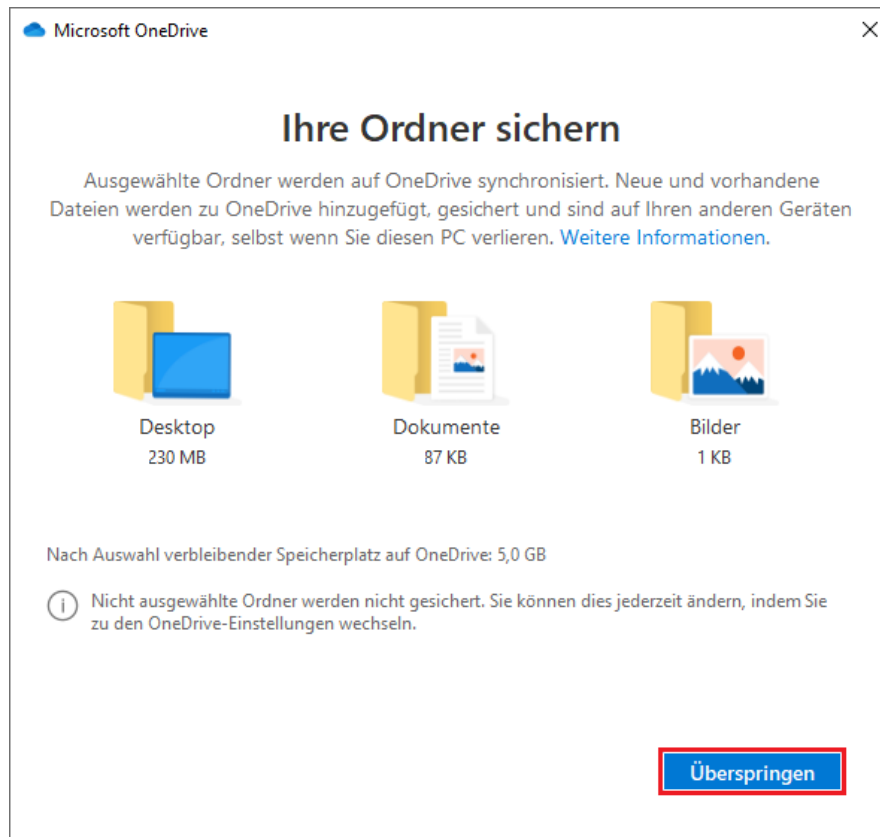 Microsoft OneDrive
Ihre Ordner sichern
Ausgewählte Ordner werden auf OneDrive synchronisiert. Neue und vorhandene
Dateien werden zu OneDrive hinzugefügt, gesichert und sind auf Ihren anderen Geräten
verfügbar, selbst wenn Sie diesen PC verlieren. Weitere Informationen.
Desktop
230 MB
Dokumente
87 KB
Bilder
1 KB
Nach Auswahl verbleibender Speicherplatz auf OneDrive: 5,0 GB
Nicht ausgewählte Ordner werden nicht gesichert. Sie können dies jederzeit ändern, indem Sie
zu den OneDrive-Einstellungen wechseln.
Überspringen